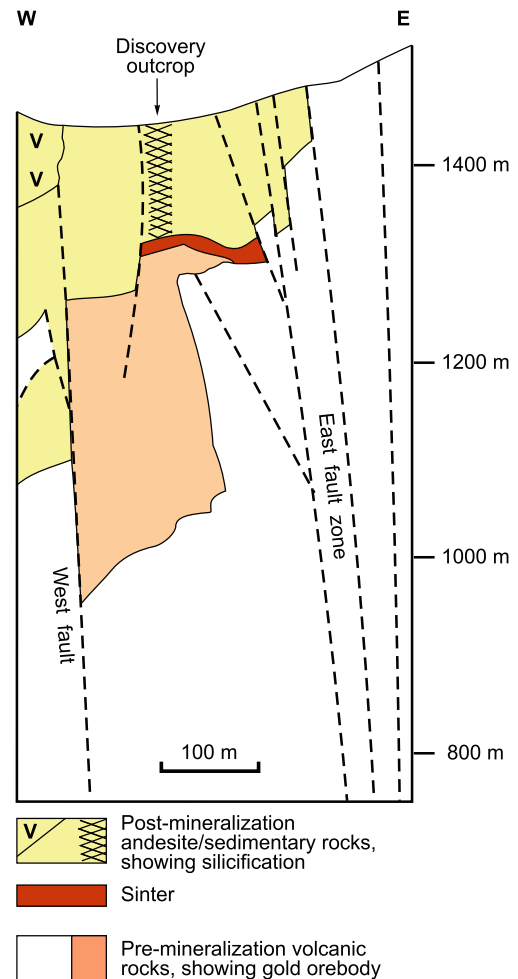 W
E
Discovery
outcrop
V
V
1400 m
1200 m
East fault zone
1000 m
West fault
800 m
100 m
V
Post-mineralization
andesite/sedimentary rocks,
showing silicification
Sinter
Pre-mineralization volcanic
rocks, showing gold orebody